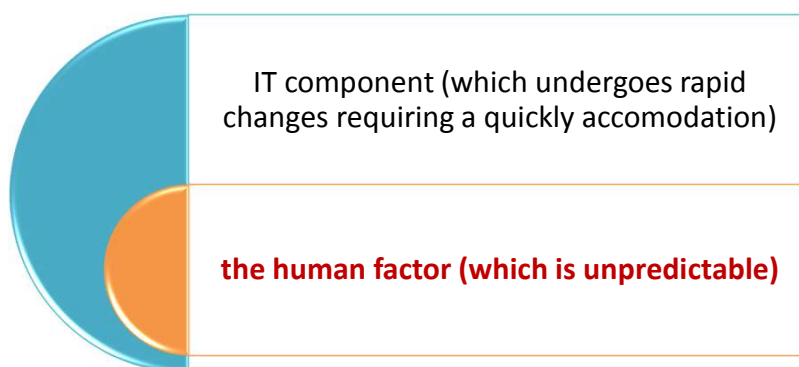 IT component (which undergoes rapid
changes requiring a quickly accomodation)
the human factor (which is unpredictable)